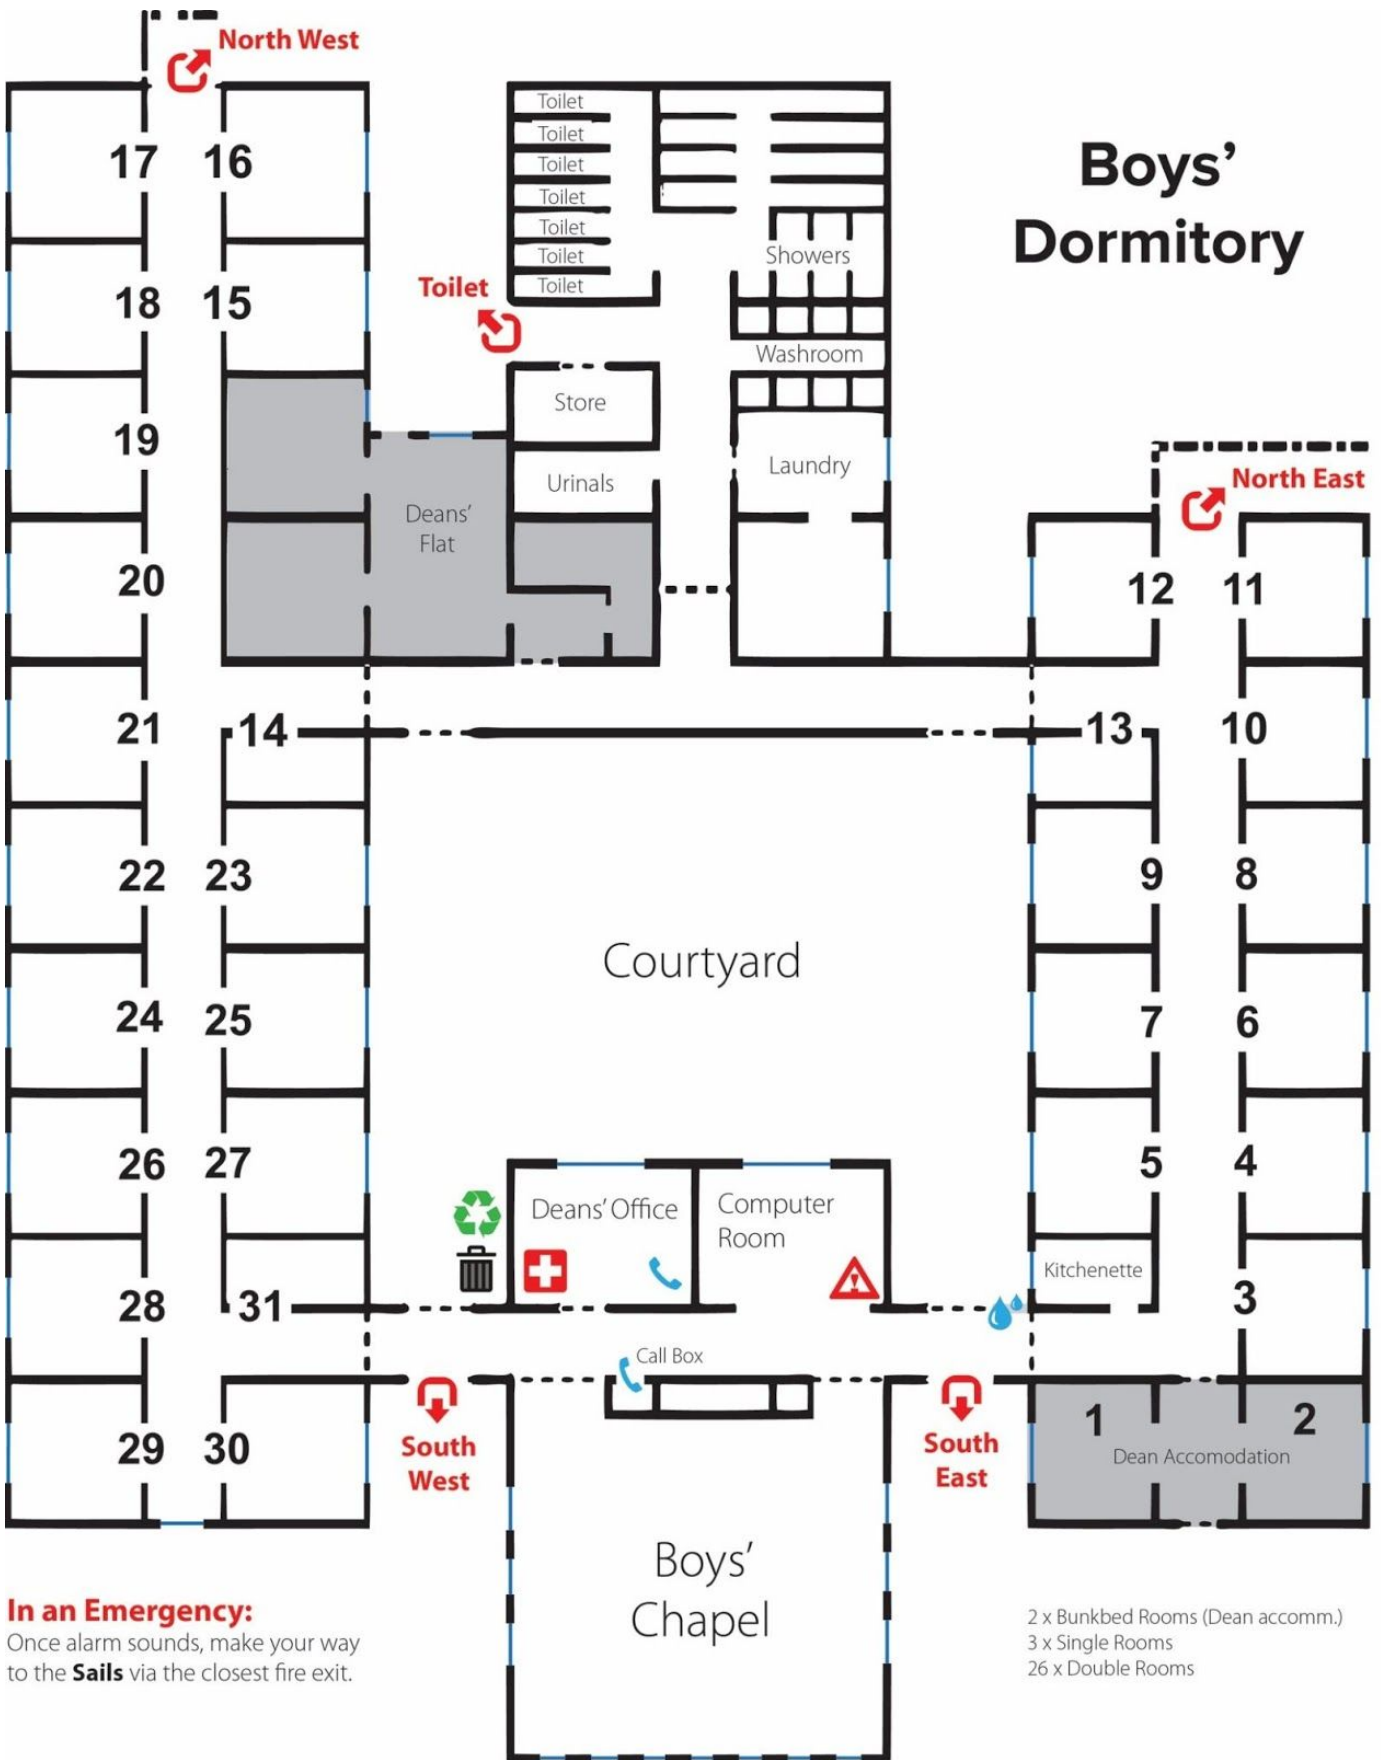 North West
Boys'
Dormitory
Toilet
Toilet
Toilet
Toilet
Toilet
Toilet
Toilet
17 16
Showers
Toilet
18 15
Washroom
Store
19
Laundry
Urinals
North East
Deans'
Flat
20
12 11
21 14
13 10
22 23
9 8
Courtyard
24 25
7 6
26 27
5 4
Deans' Office
Computer
Room
Kitchenette
28 31
3
Call Box
29 30
South
West
South
East
1 2
Dean Accomodation
Boys'
Chapel
In an Emergency:
Once alarm sounds, make your way
to the Sails via the closest fire exit.
2 x Bunkbed Rooms (Dean accomm.)
3 x Single Rooms
26 x Double Rooms